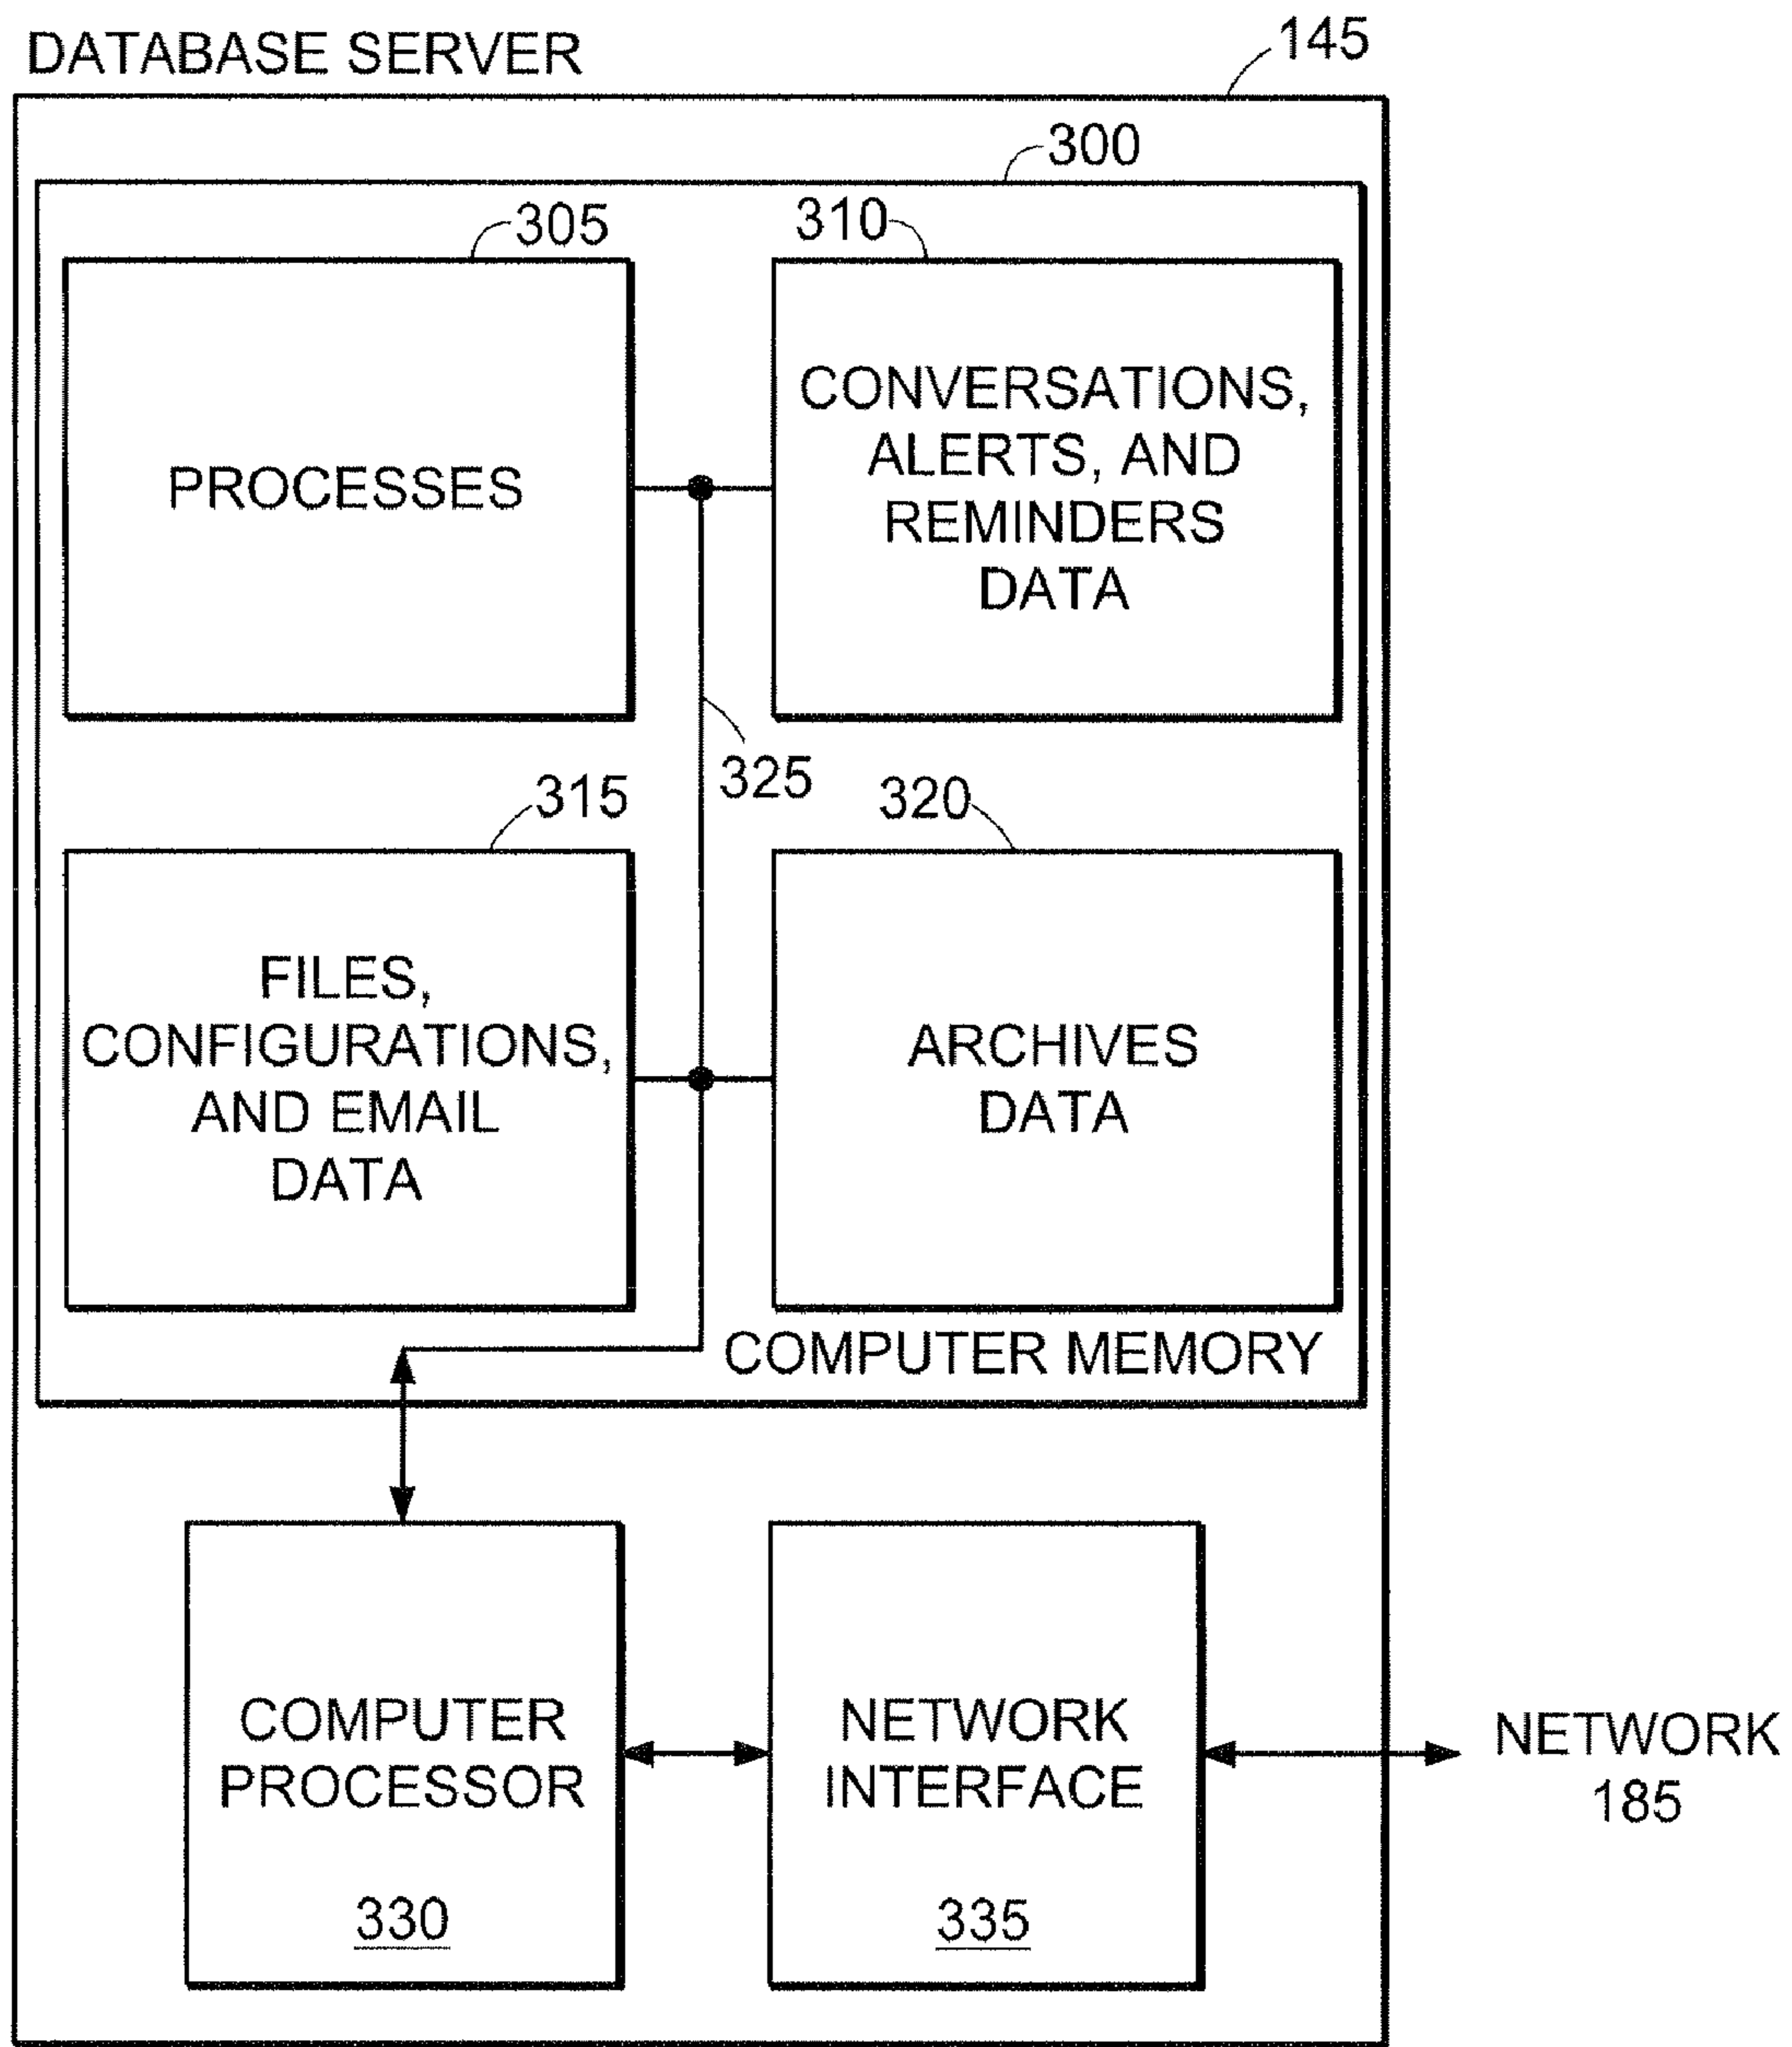 DATABASE SERVER
145
300
305
310
PROCESSES
CONVERSATIONS,
ALERTS, AND
REMINDERS
DATA
325
315
320
FILES,
CONFIGURATIONS,
AND EMAIL
DATA
ARCHIVES
DATA
COMPUTER MEMORY
COMPUTER
PROCESSOR
330
NETWORK
INTERFACE
335
NETWORK
185